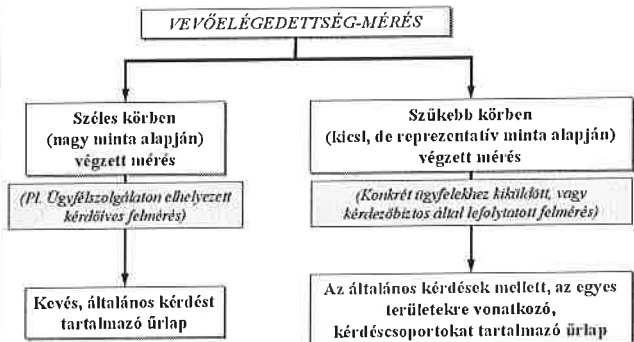 VEVŐELÉGEDETTSÉG-MÉRÉS
Széles körben
(nagy minta alapján)
végzett mérés
(Pl. Ügyfélszolgálaton elhelyezett
kérdőíves felmérés)
Kevés, általános kérdést
tartalmazó űrlap
Szűkebb körben
(kicsi, de reprezentatív minta alapján)
végzett mérés
(Konkrét ügyfelekhez kiküldött, vagy
kérdezőbiztos által lefolytatott felmérés)
Az általános kérdések mellett, az egyes
területekre vonatkozó,
kérdéscsoportokat tartalmazó űrlap